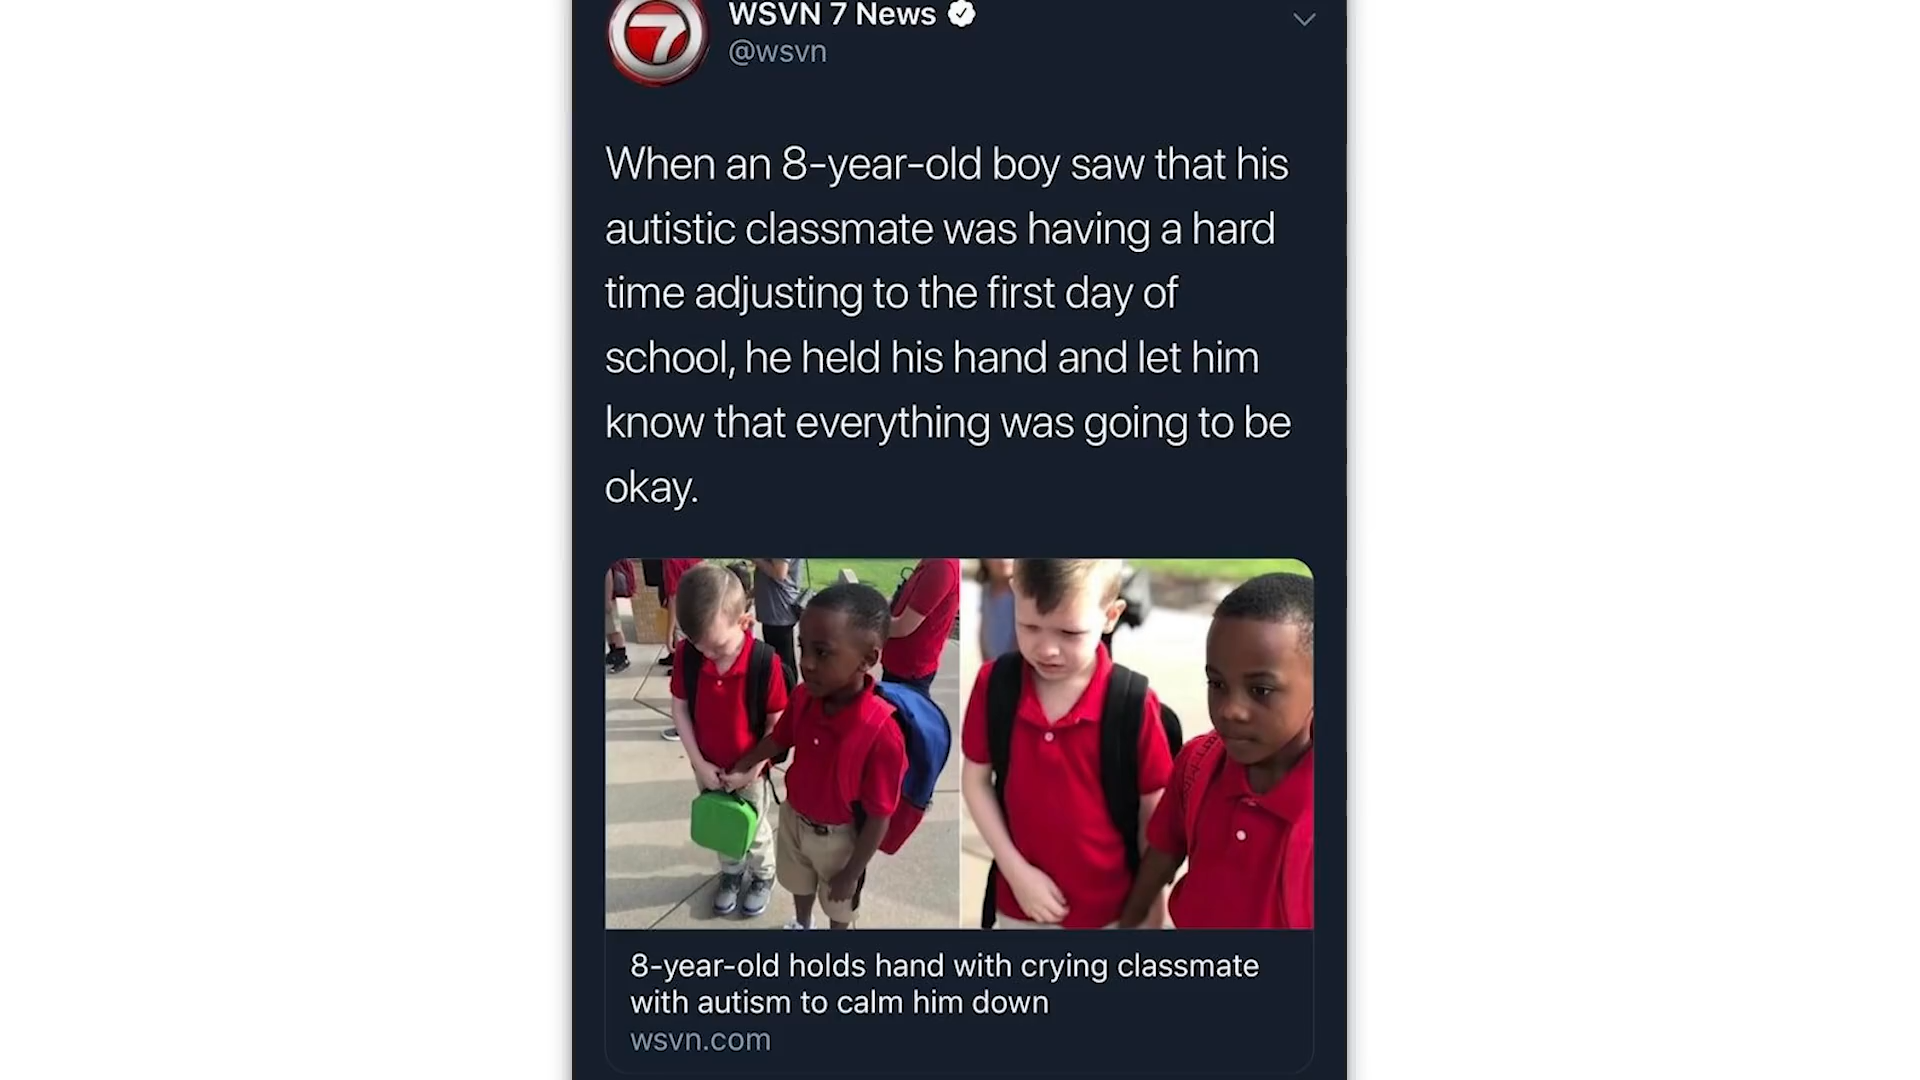 WSVN 7 News
@wsvn
When an 8-year-old boy saw that his
autistic classmate was having a hard
time adjusting to the first day of
school, he held his hand and let him
know that everything was going to be
okay.
8-year-old holds hand with crying classmate
with autism to calm him down
wsvn.com